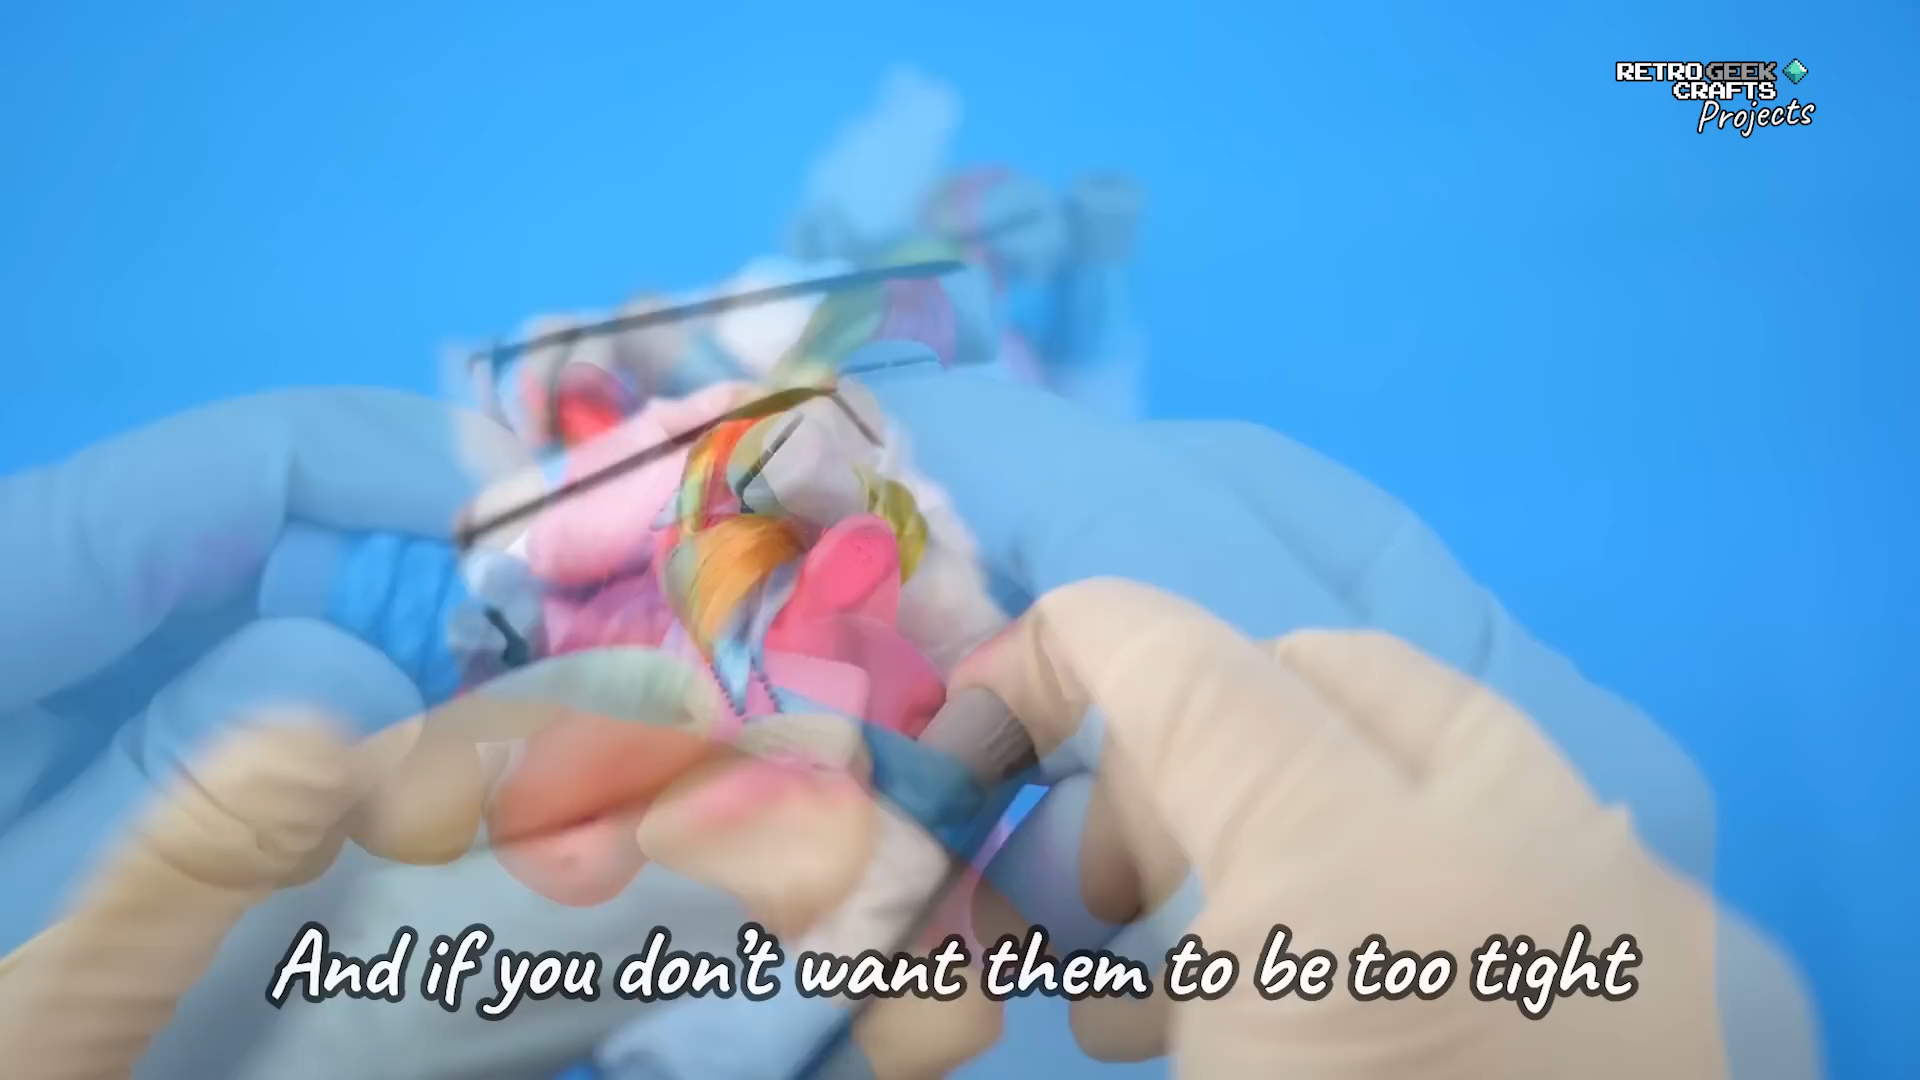 RETRO GEEK
CRAFTS
Projects
And if you don't want them to be too tight